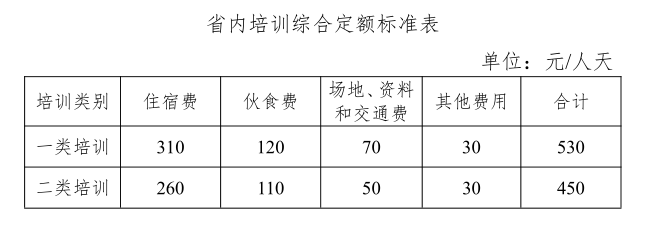 省内培训综合定额标准表
单位：元/人天
培训类别 住宿费 伙食费 场地、资料和交通费 其他费用 合计
一类培训 310 120 70 30 530
二类培训 260 110 50 30 450